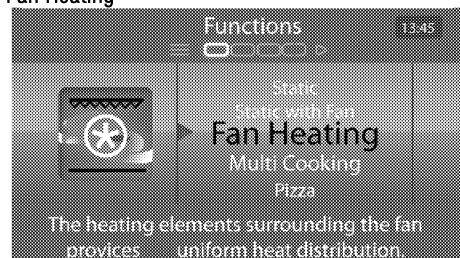 Fan Heating
Functions
13:45
Static
Static with Fan
Fan Heating
Multi Cooking
Pizza
The heating elements surrounding the fan
provices uniform heat distribution.